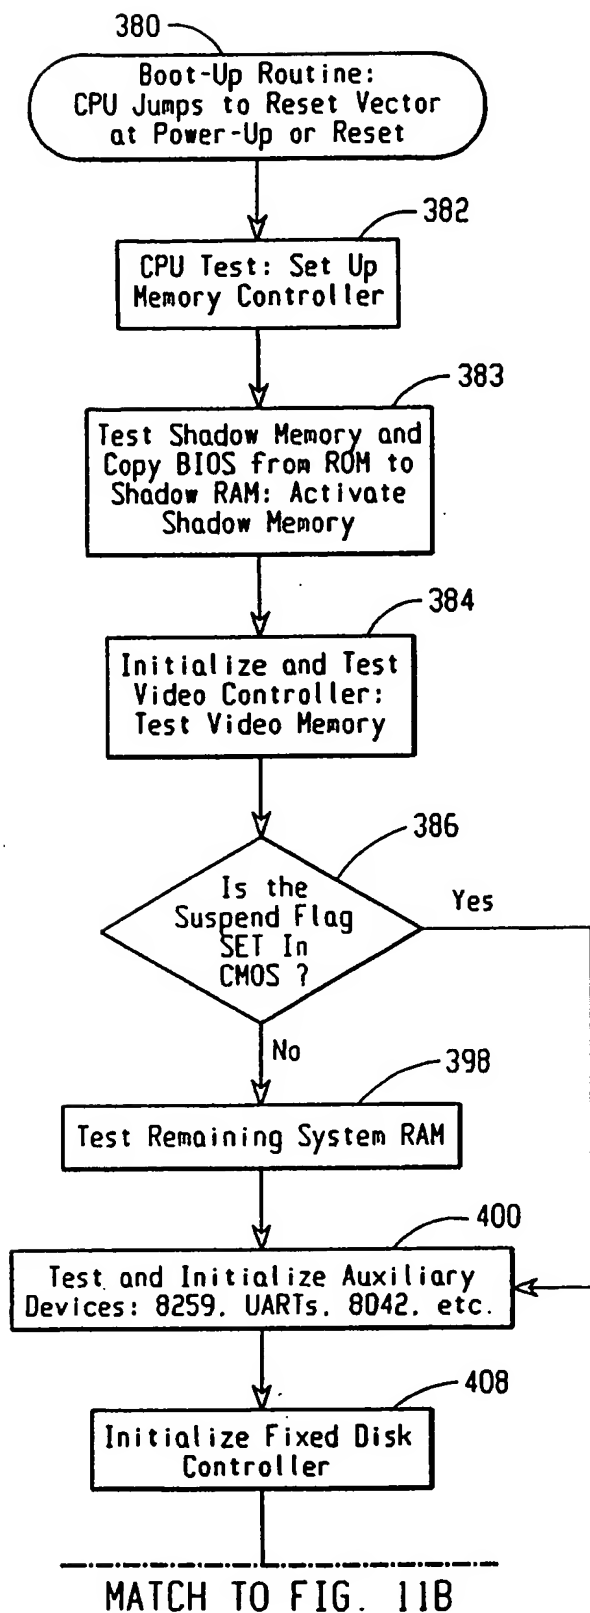 380
Boot-Up Routine:
CPU Jumps to Reset Vector
at Power-Up or Reset
382
CPU Test: Set Up
Memory Controller
383
Test Shadow Memory and
Copy BIOS from ROM to
Shadow RAM: Activate
Shadow Memory
384
Initialize and Test
Video Controller:
Test Video Memory
386
Is the
Suspend Flag
SET In
CMOS ?
Yes
No
398
Test Remaining System RAM
400
Test and Initialize Auxiliary
Devices: 8259, UARTs, 8042, etc.
408
Initialize Fixed Disk
Controller
MATCH TO FIG. 11B